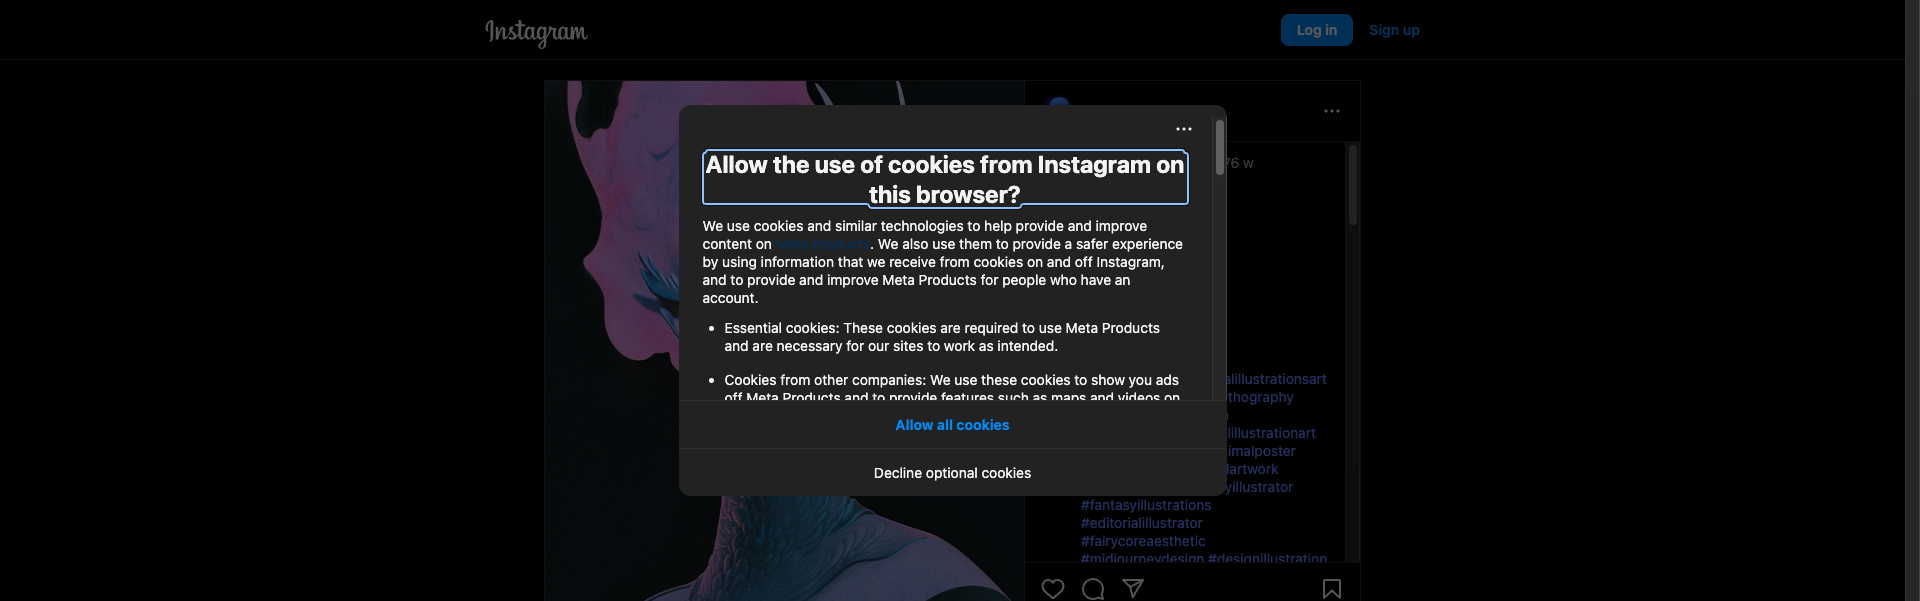 Instagram
Log in
Sign up
Allow the use of cookies from Instagram on
this browser?
We use cookies and similar technologies to help provide and improve
content on Meta Products. We also use them to provide a safer experience
by using information that we receive from cookies on and off Instagram,
and to provide and improve Meta Products for people who have an
account.
• Essential cookies: These cookies are required to use Meta Products
and are necessary for our sites to work as intended.
• Cookies from other companies: We use these cookies to show you ads
off Meta Products and to provide features such as maps and videos on
Allow all cookies
Decline optional cookies
76 w
alillustrationsart
thography
lillustrationart
imalposter
lartwork
yillustrator
#fantasyillustrations
#editorialillustrator
#fairycoreaesthetic
#midjourneydesign #designillustration